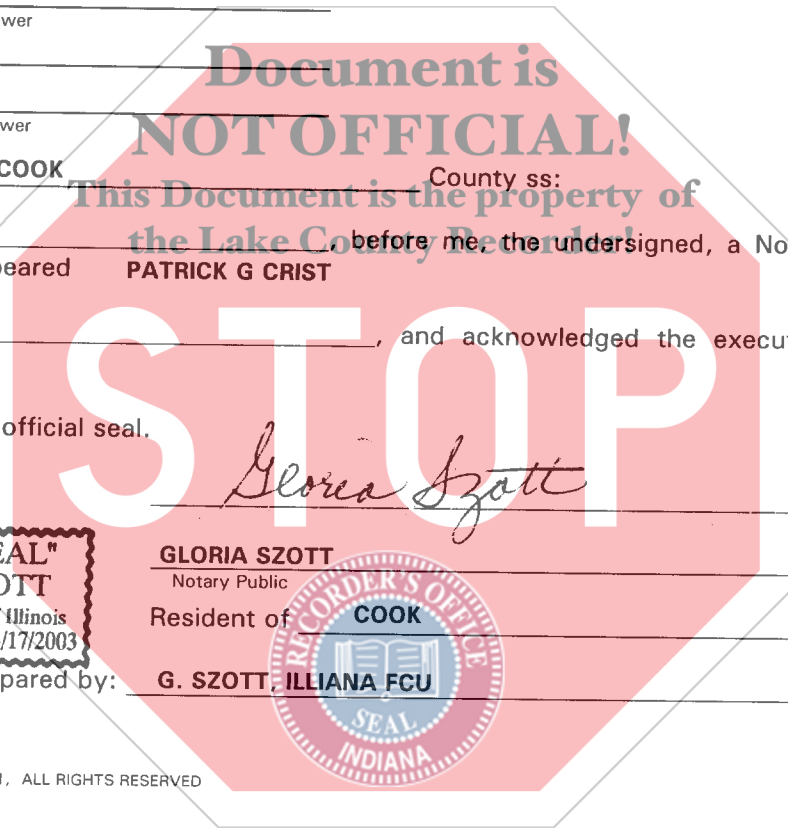 wer
Document is
NOT OFFICIAL!
wer
COOK County ss:
This Document is the property of
the Lake County Recorder!
, before me, the undersigned, a No
eared PATRICK G CRIST
STOP
, and acknowledged the execut
official seal.
Gloria Szott
EAL"
OTT
Illinois
/17/2003
GLORIA SZOTT
Notary Public
Resident of COOK
pared by: G. SZOTT, ILLIANA FCU
RECORDER'S OFFICE
SEAL
INDIANA
, ALL RIGHTS RESERVED